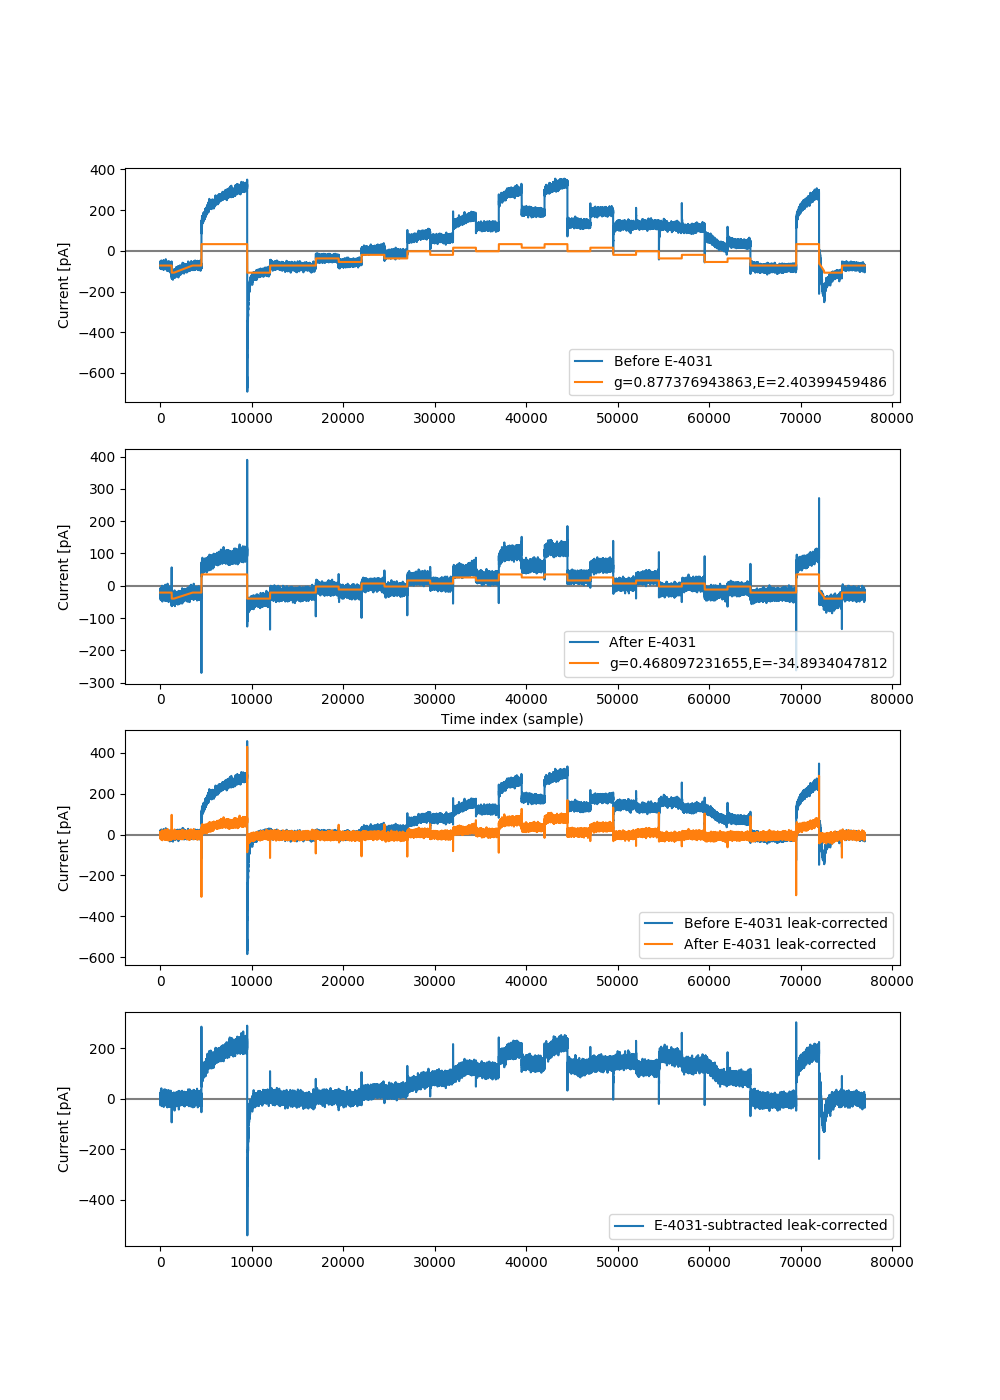 400
200
0
−200
−400
−600
Current [pA]
Before E-4031
g=0.877376943863,E=2.40399459486
0 10000 20000 30000 40000 50000 60000 70000 80000
400
300
200
100
0
−100
−200
−300
Current [pA]
After E-4031
g=0.468097231655,E=-34.8934047812
0 10000 20000 30000 40000 50000 60000 70000 80000
Time index (sample)
400
200
0
−200
−400
−600
Current [pA]
Before E-4031 leak-corrected
After E-4031 leak-corrected
0 10000 20000 30000 40000 50000 60000 70000 80000
200
0
−200
−400
Current [pA]
E-4031-subtracted leak-corrected
0 10000 20000 30000 40000 50000 60000 70000 80000